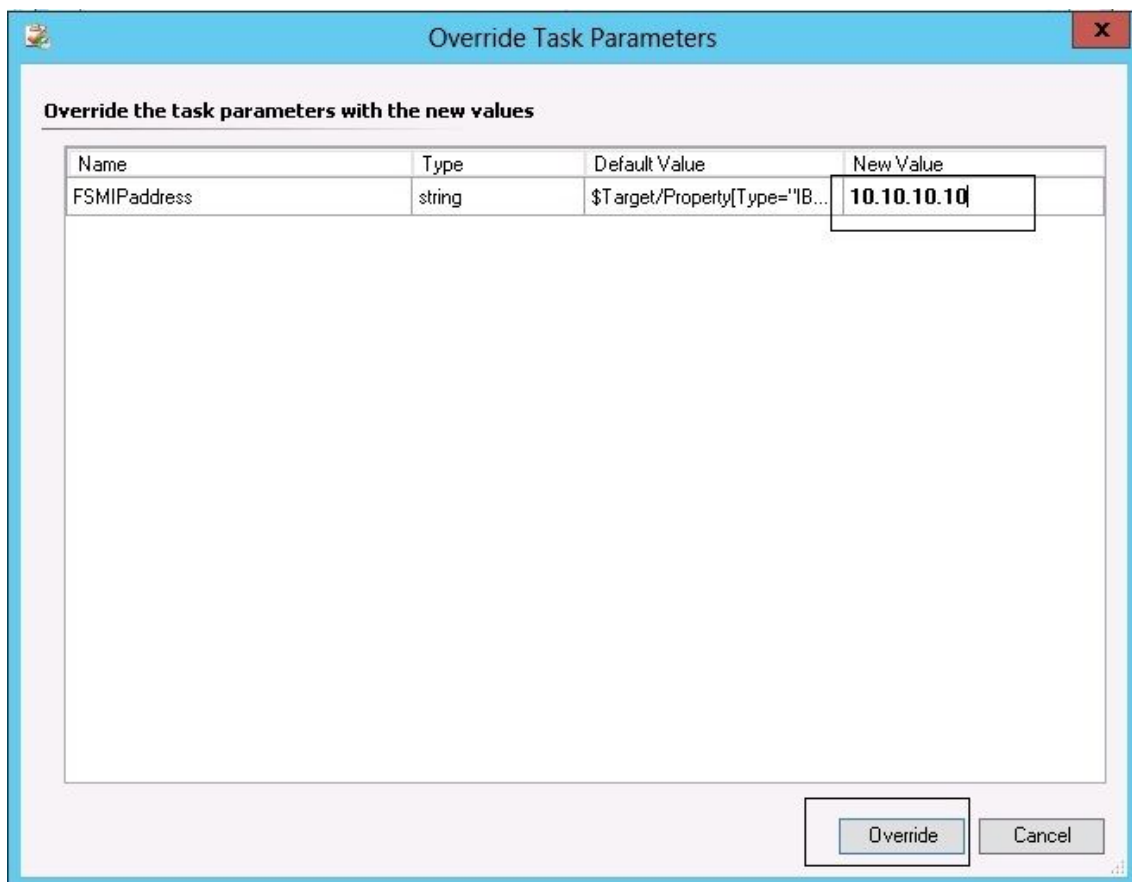 Override Task Parameters
x
Override the task parameters with the new values
Name Type Default Value New Value
FSMIPaddress string $Target/Property[Type="IB... 10.10.10.10
Override Cancel